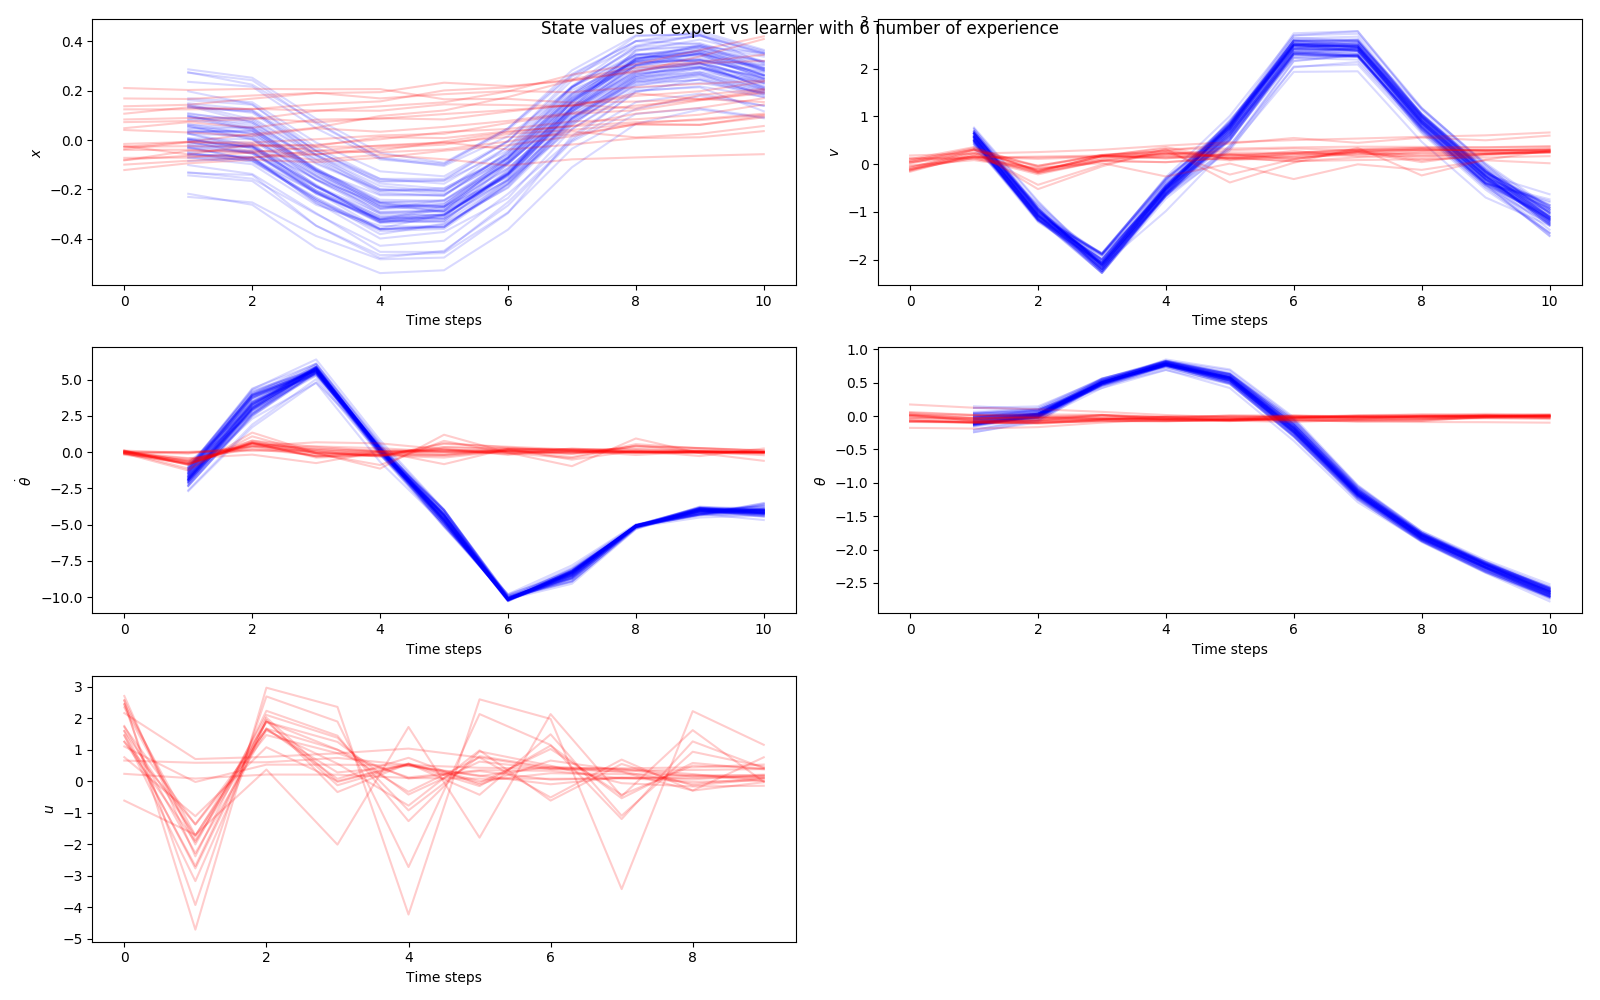 State values of expert vs learner with 6 number of experience
0.4
0.2
0.0
−0.2
−0.4
x
0 2 4 6 8 10
Time steps
3
2
1
0
−1
−2
v
0 2 4 6 8 10
Time steps
5.0
2.5
0.0
−2.5
−5.0
−7.5
−10.0
θ̇
0 2 4 6 8 10
Time steps
1.0
0.5
0.0
−0.5
−1.0
−1.5
−2.0
−2.5
θ
0 2 4 6 8 10
Time steps
3
2
1
0
−1
−2
−3
−4
−5
u
0 2 4 6 8
Time steps